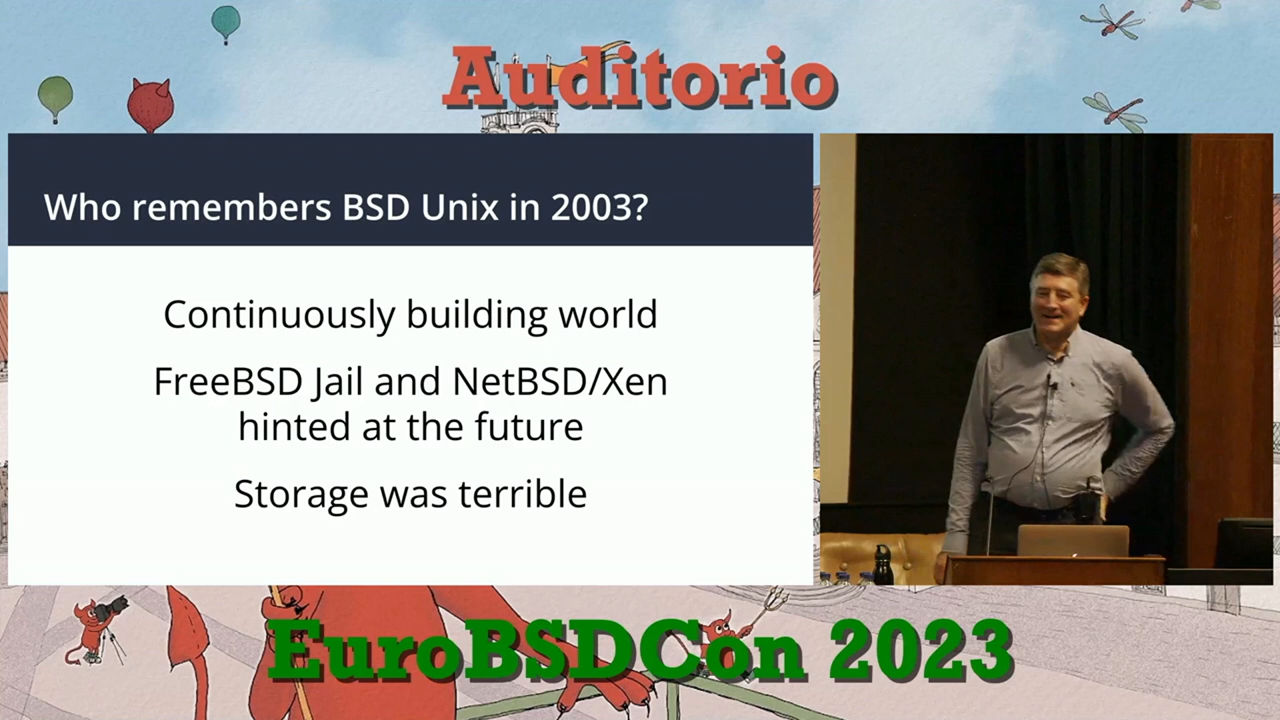 Auditorio
Who remembers BSD Unix in 2003?
Continuously building world
FreeBSD Jail and NetBSD/Xen
hinted at the future
Storage was terrible
EuroBSDCon 2023